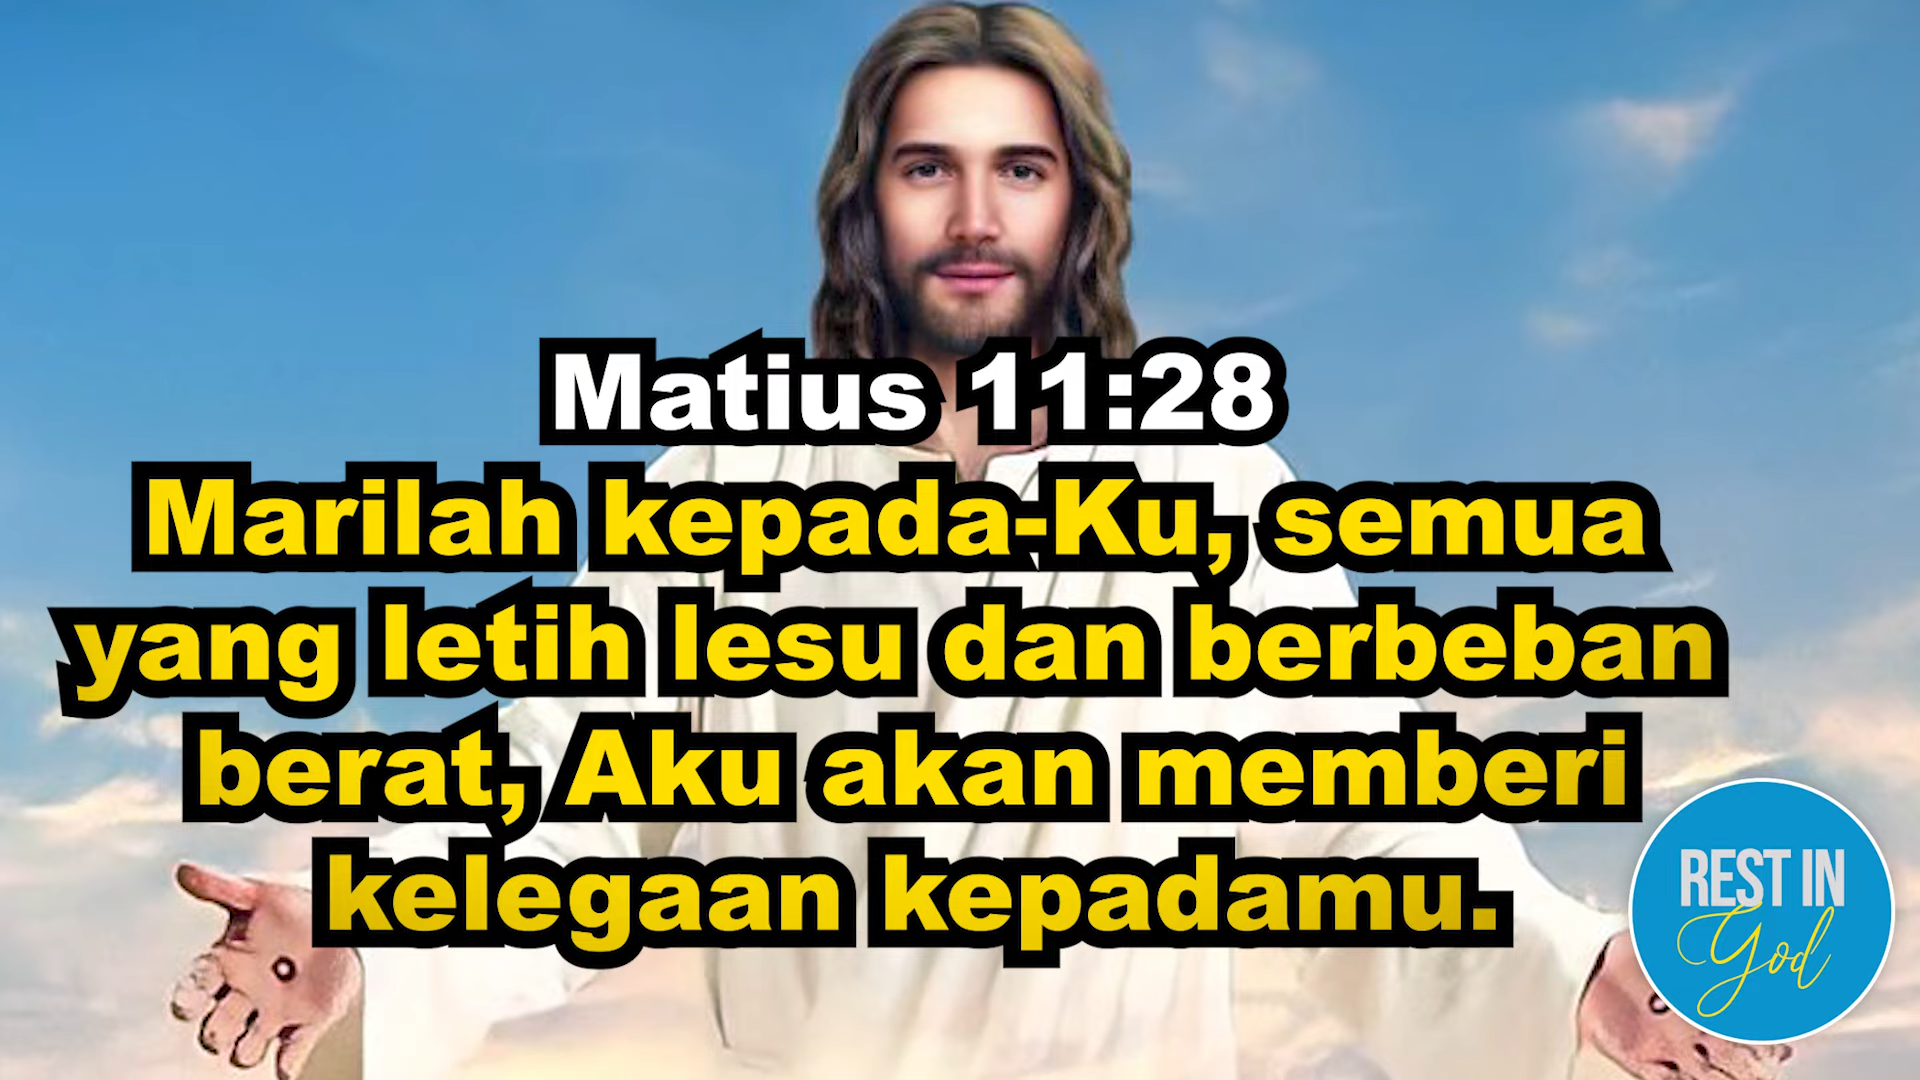 Matius 11:28
Marilah kepada-Ku, semua
yang letih lesu dan berbeban
berat, Aku akan memberi
kelegaan kepadamu.
REST IN
God